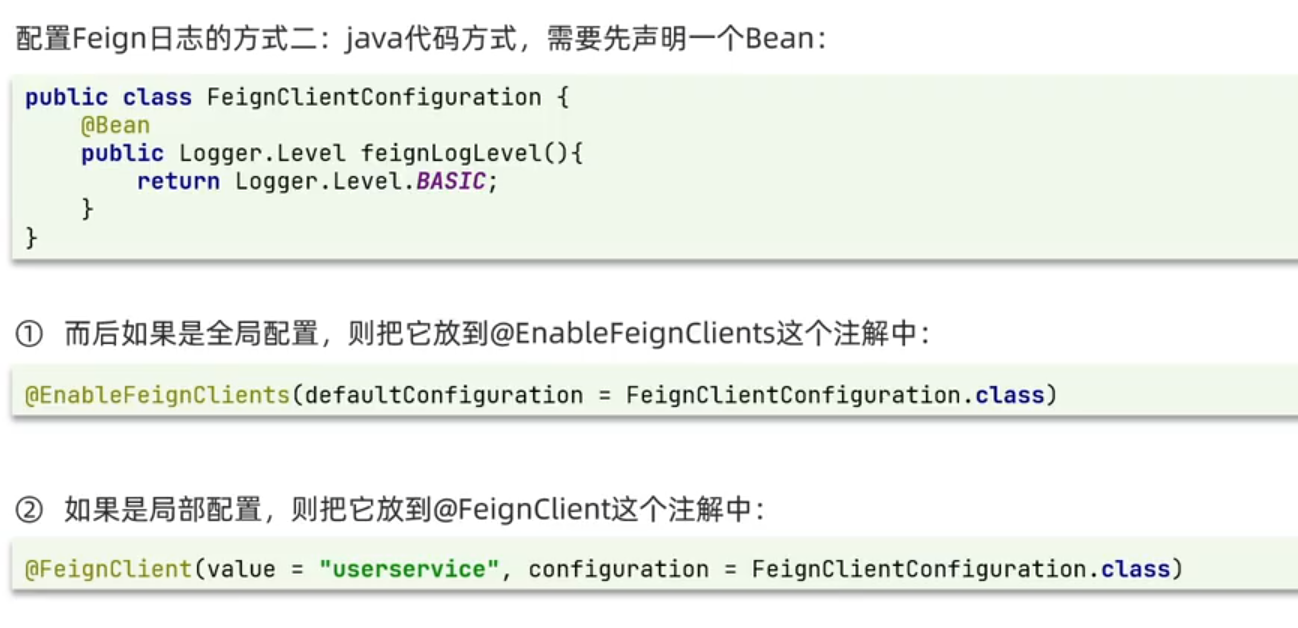 配置Feign日志的方式二：java代码方式，需要先声明一个Bean：
public class FeignClientConfiguration {
    @Bean
    public Logger.Level feignLogLevel(){
        return Logger.Level.BASIC;
    }
}
① 而后如果是全局配置，则把它放到@EnableFeignClients这个注解中：
@EnableFeignClients(defaultConfiguration = FeignClientConfiguration.class)
② 如果是局部配置，则把它放到@FeignClient这个注解中：
@FeignClient(value = "userservice", configuration = FeignClientConfiguration.class)